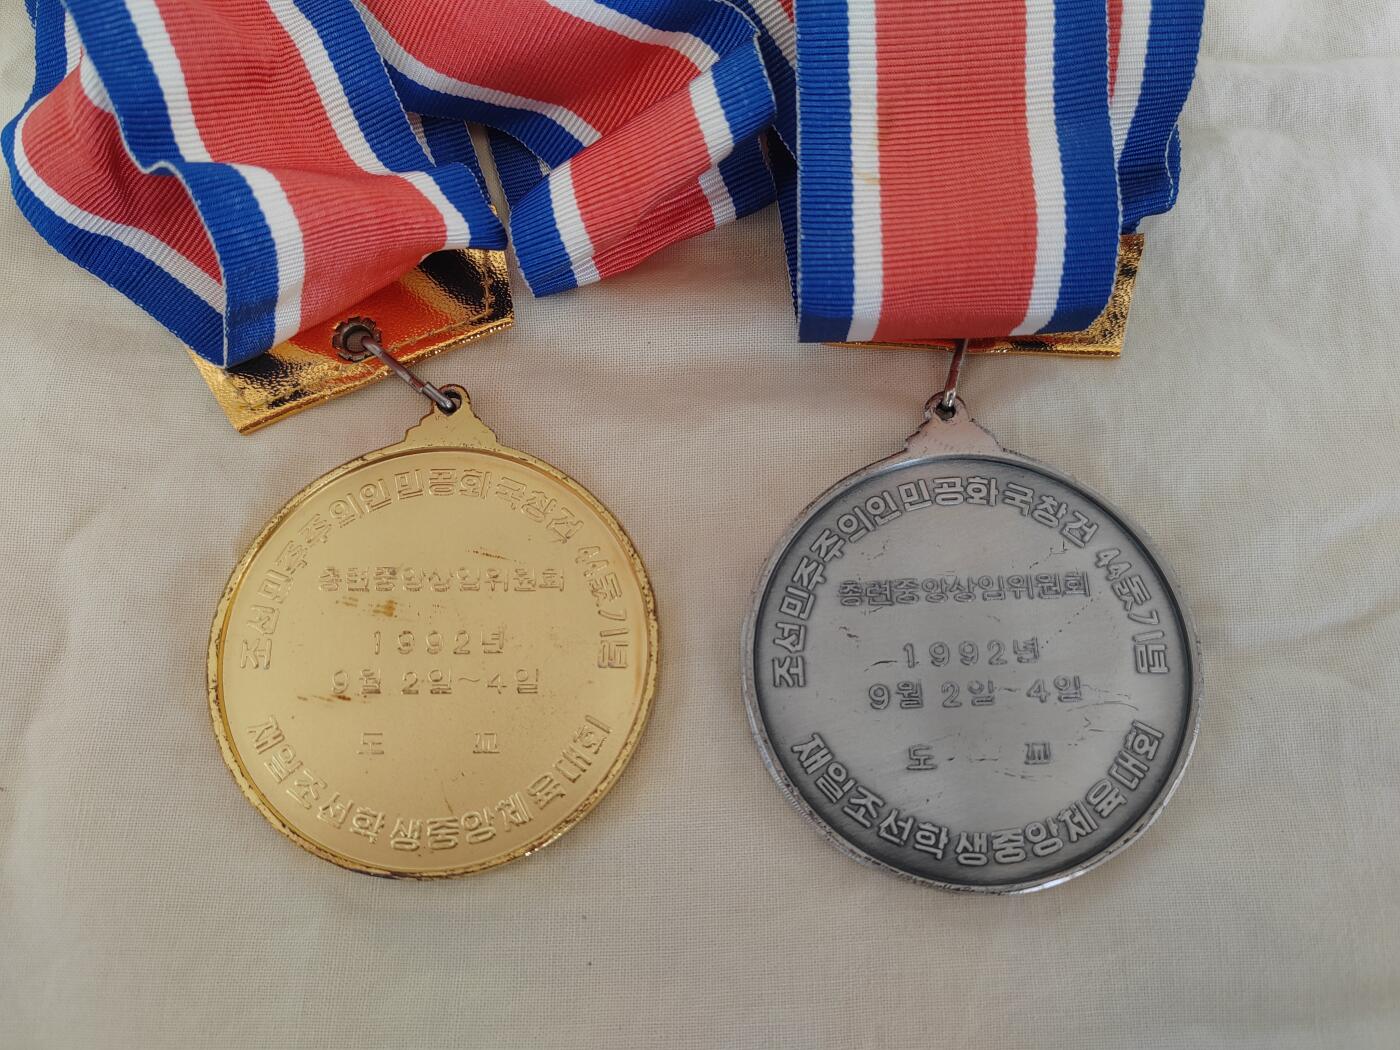 조선민주주의인민공화국창건 44돐기념
총련중앙상임위원회
1992년
9월 2일~4일
도 꾜
재일조선학생중앙체육대회
조선민주주의인민공화국창건 44돐기념
총련중앙상임위원회
1992년
9월 2일~4일
도 꾜
재일조선학생중앙체육대회